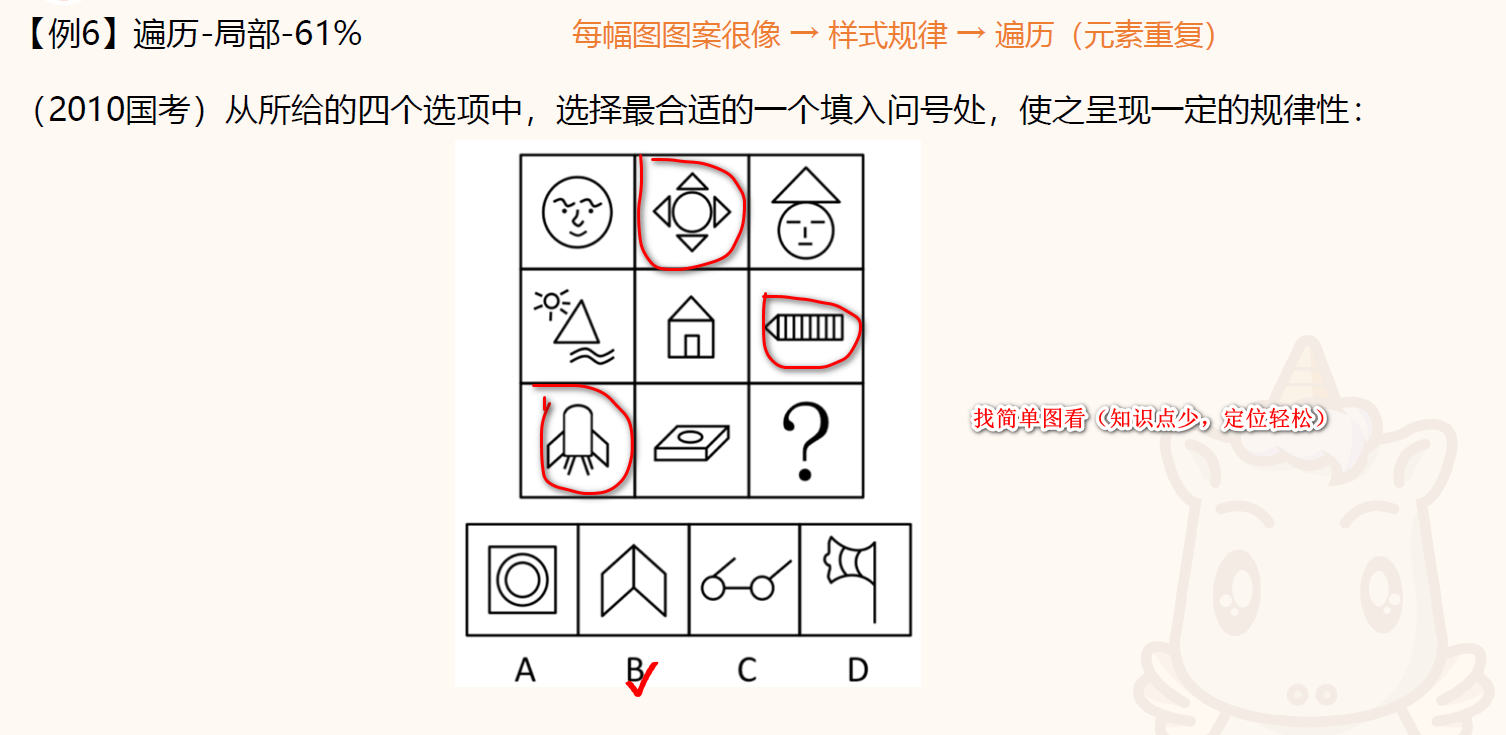 【例6】遍历-局部-61%
每幅图图案很像 → 样式规律 → 遍历（元素重复）
（2010国考）从所给的四个选项中，选择最合适的一个填入问号处，使之呈现一定的规律性：
?
找简单图看（知识点少，定位轻松）
A B C D